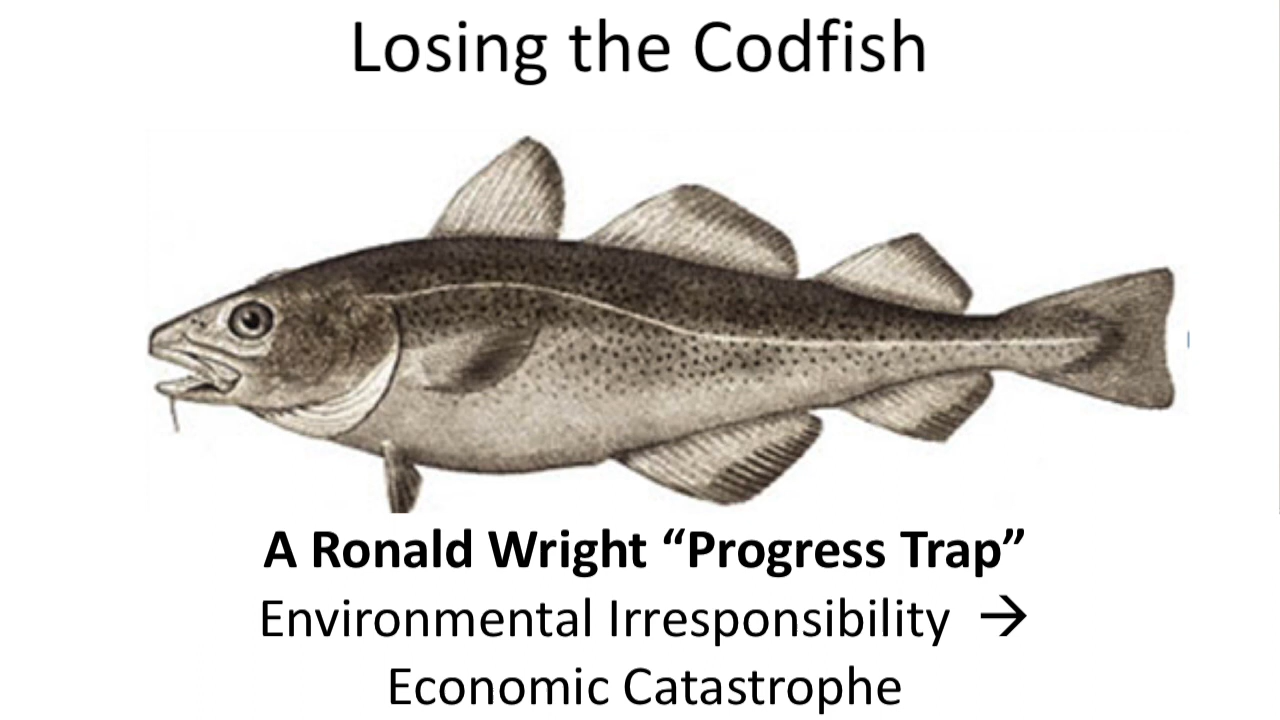 Losing the Codfish
A Ronald Wright “Progress Trap”
Environmental Irresponsibility →
Economic Catastrophe